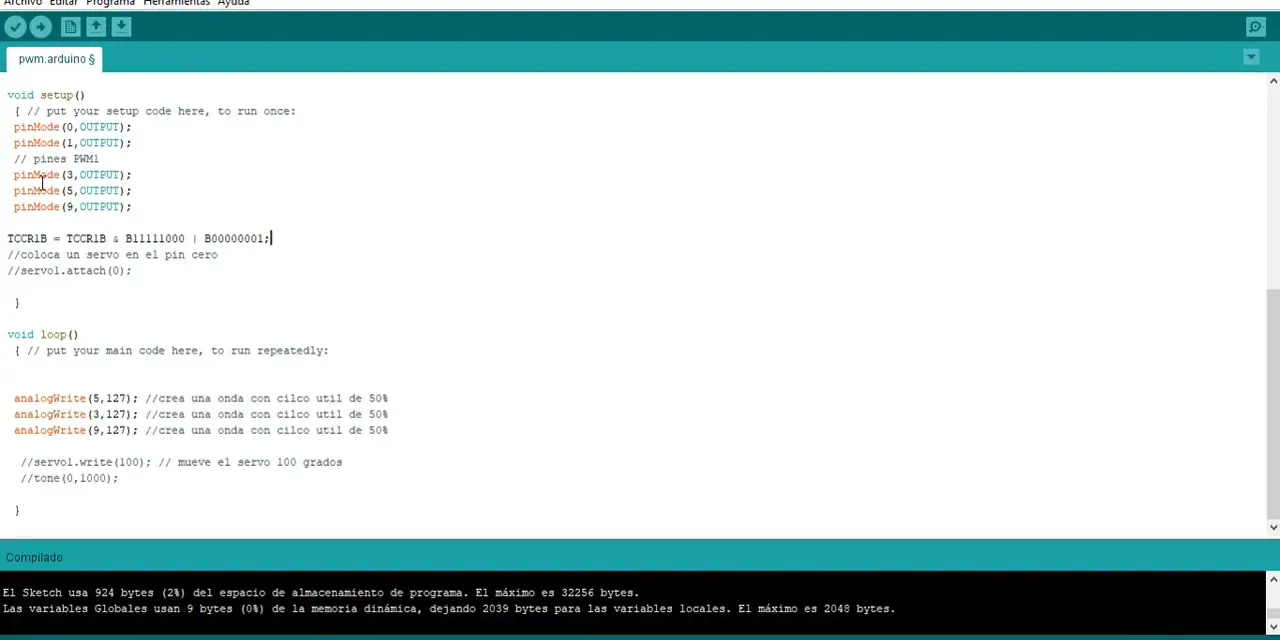 Archivo Editar Programa Herramientas Ayuda
pwm.arduino §
void setup()
{ // put your setup code here, to run once:
pinMode(0,OUTPUT);
pinMode(1,OUTPUT);
// pines PWM1
pinMode(3,OUTPUT);
pinMode(5,OUTPUT);
pinMode(9,OUTPUT);
TCCR1B = TCCR1B & B11111000 | B00000001;
//coloca un servo en el pin cero
//servo1.attach(0);
}
void loop()
{ // put your main code here, to run repeatedly:
analogWrite(5,127); //crea una onda con cilco util de 50%
analogWrite(3,127); //crea una onda con cilco util de 50%
analogWrite(9,127); //crea una onda con cilco util de 50%
//servo1.write(100); // mueve el servo 100 grados
//tone(0,1000);
}
Compilado
El Sketch usa 924 bytes (2%) del espacio de almacenamiento de programa. El máximo es 32256 bytes.
Las variables Globales usan 9 bytes (0%) de la memoria dinámica, dejando 2039 bytes para las variables locales. El máximo es 2048 bytes.